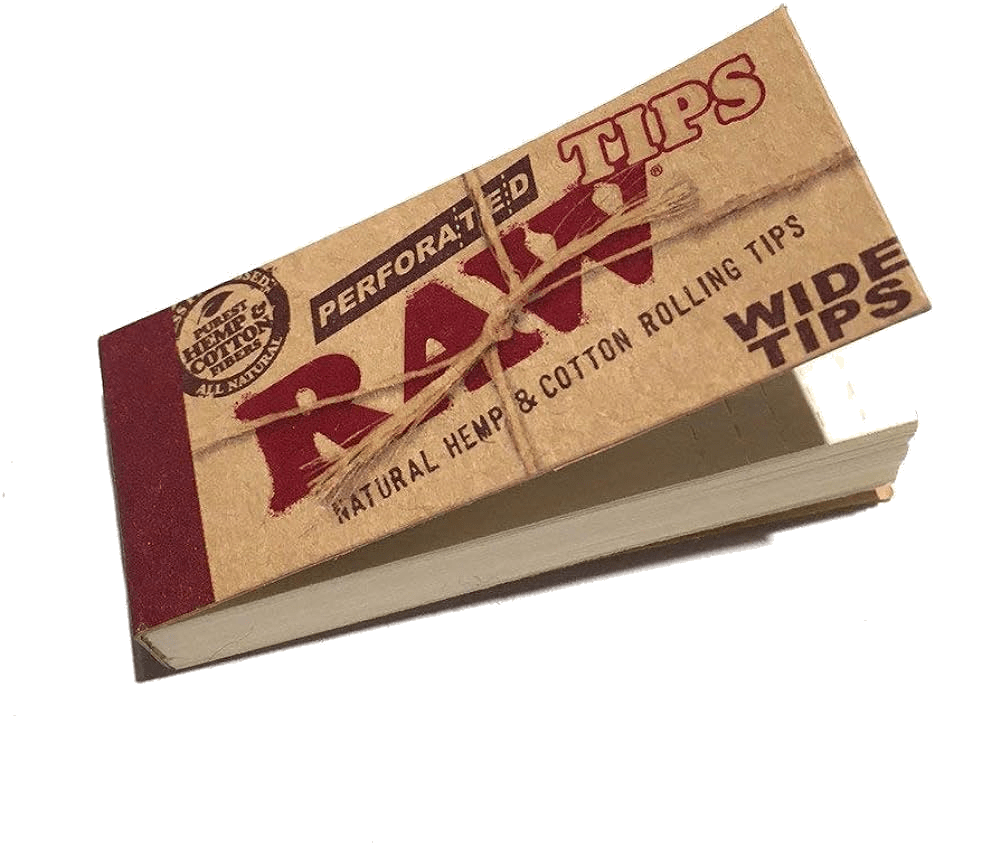 PERFORATED
TIPS
RAW®
NATURAL HEMP & COTTON ROLLING TIPS
WIDE
TIPS
PUREST
HEMP &
COTTON
FIBERS
ALL NATURAL